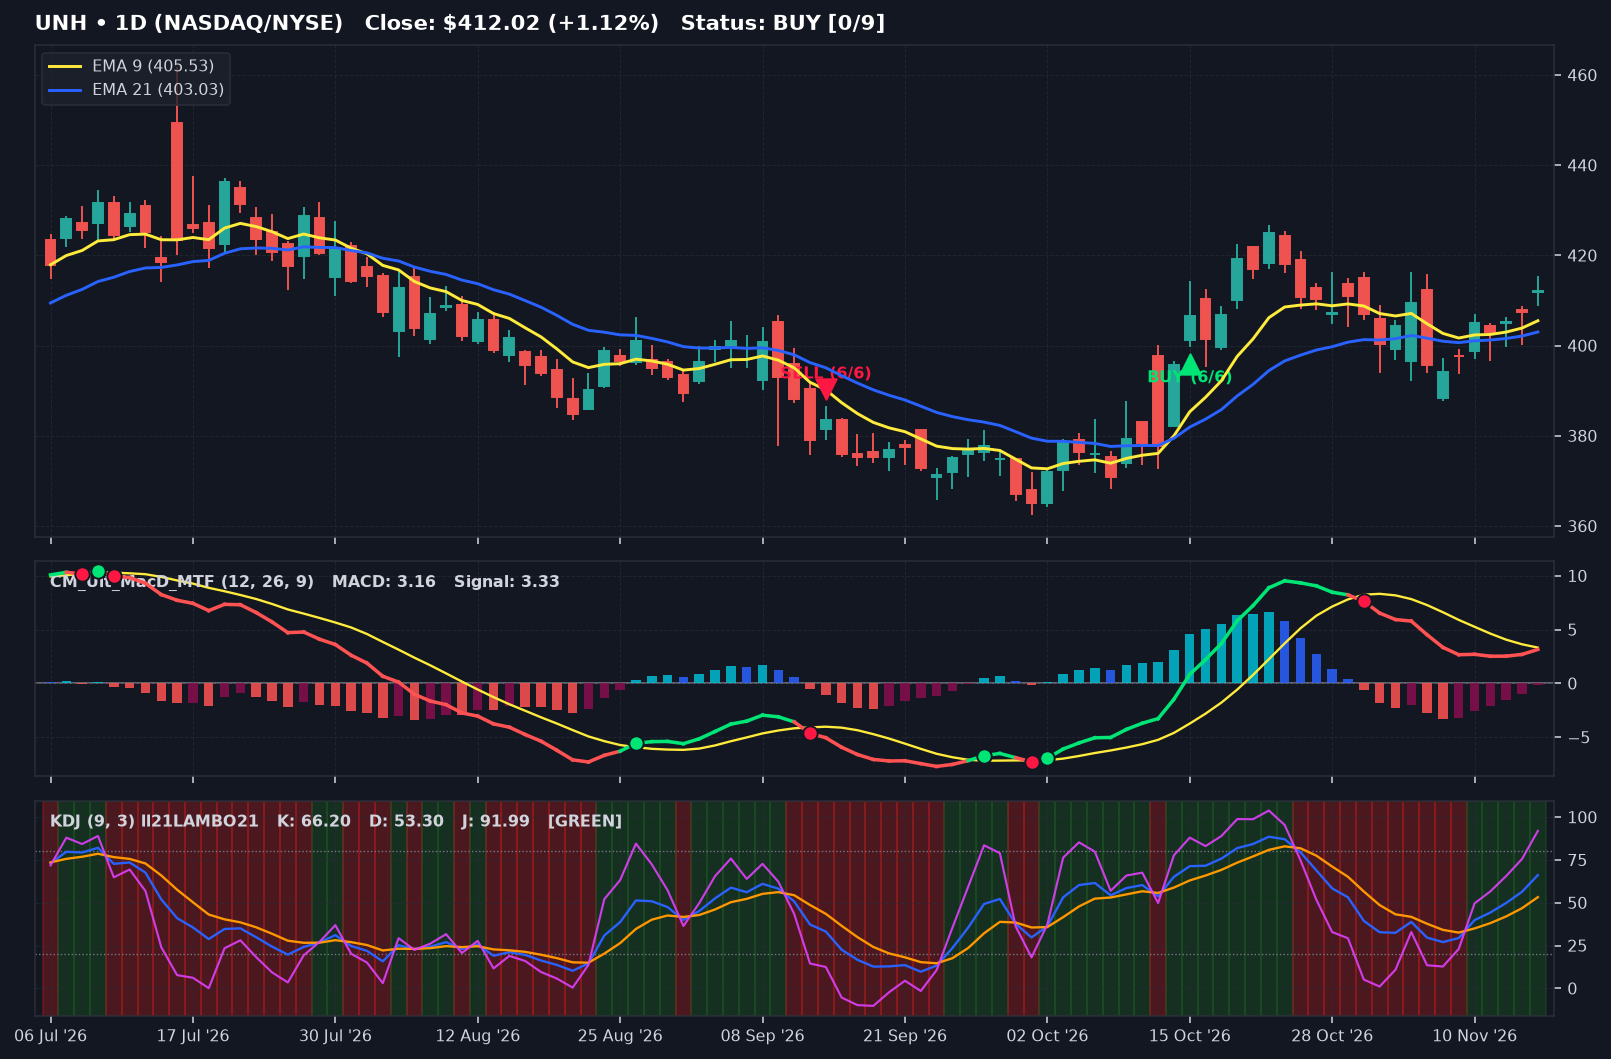 UNH • 1D (NASDAQ/NYSE)   Close: $412.02 (+1.12%)   Status: BUY [0/9]
EMA 9 (405.53)
EMA 21 (403.03)
460
440
420
400
380
360
SELL (6/6)
BUY (6/6)
CM_Ult_MacD_MTF (12, 26, 9)   MACD: 3.16   Signal: 3.33
10
5
0
−5
KDJ (9, 3) II21LAMBO21   K: 66.20   D: 53.30   J: 91.99   [GREEN]
100
75
50
25
0
06 Jul '26   17 Jul '26   30 Jul '26   12 Aug '26   25 Aug '26   08 Sep '26   21 Sep '26   02 Oct '26   15 Oct '26   28 Oct '26   10 Nov '26